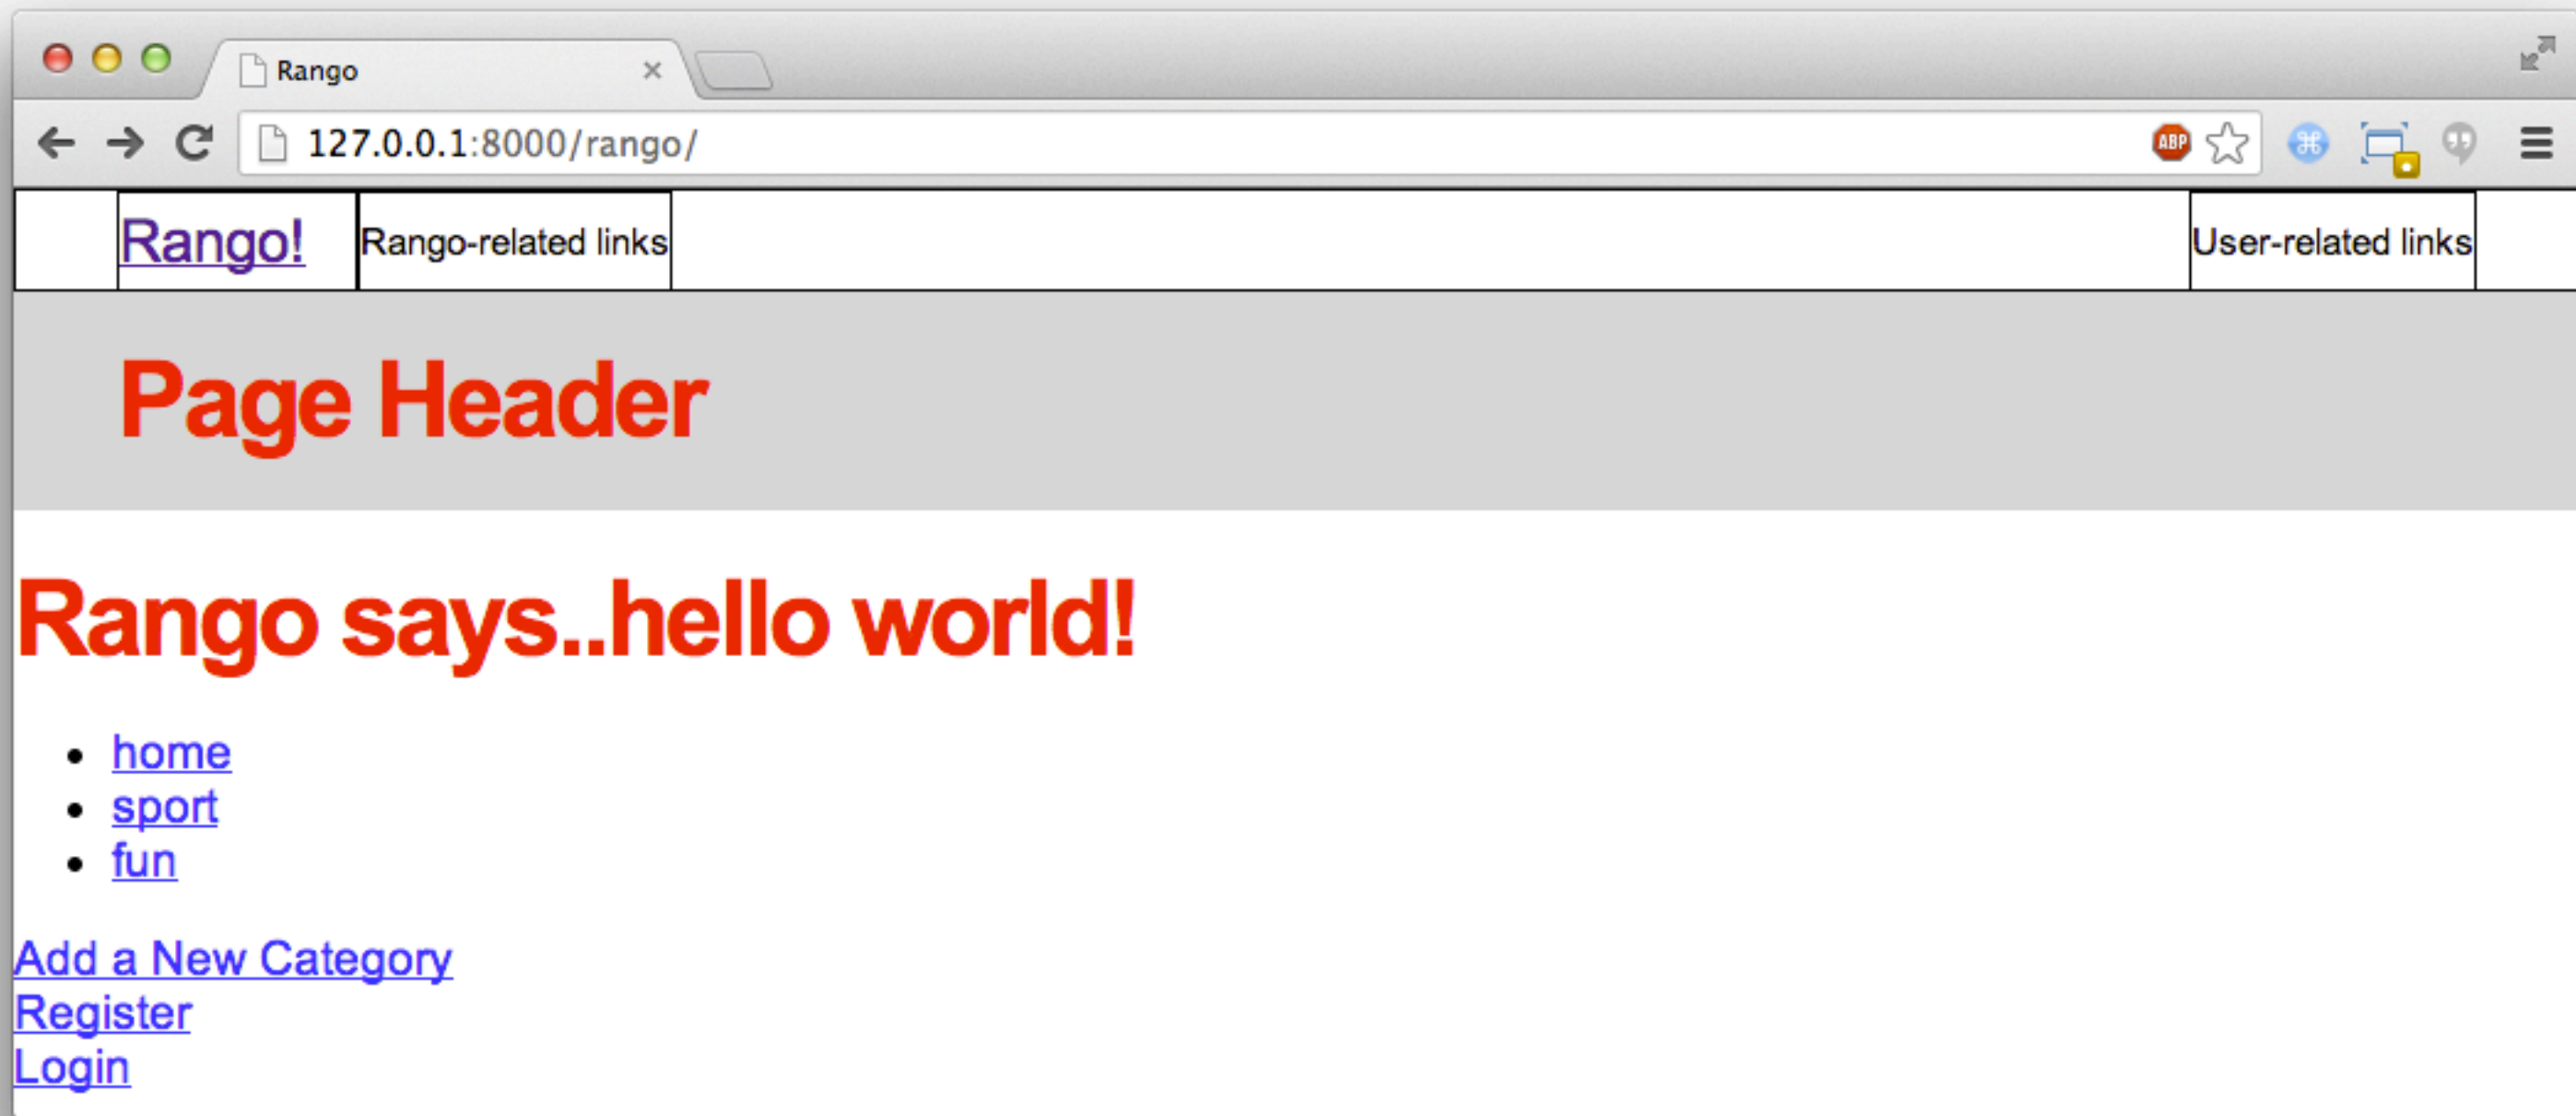 Rango
127.0.0.1:8000/rango/
ABP
Rango! Rango-related links User-related links
Page Header
Rango says..hello world!
home
sport
fun
Add a New Category
Register
Login